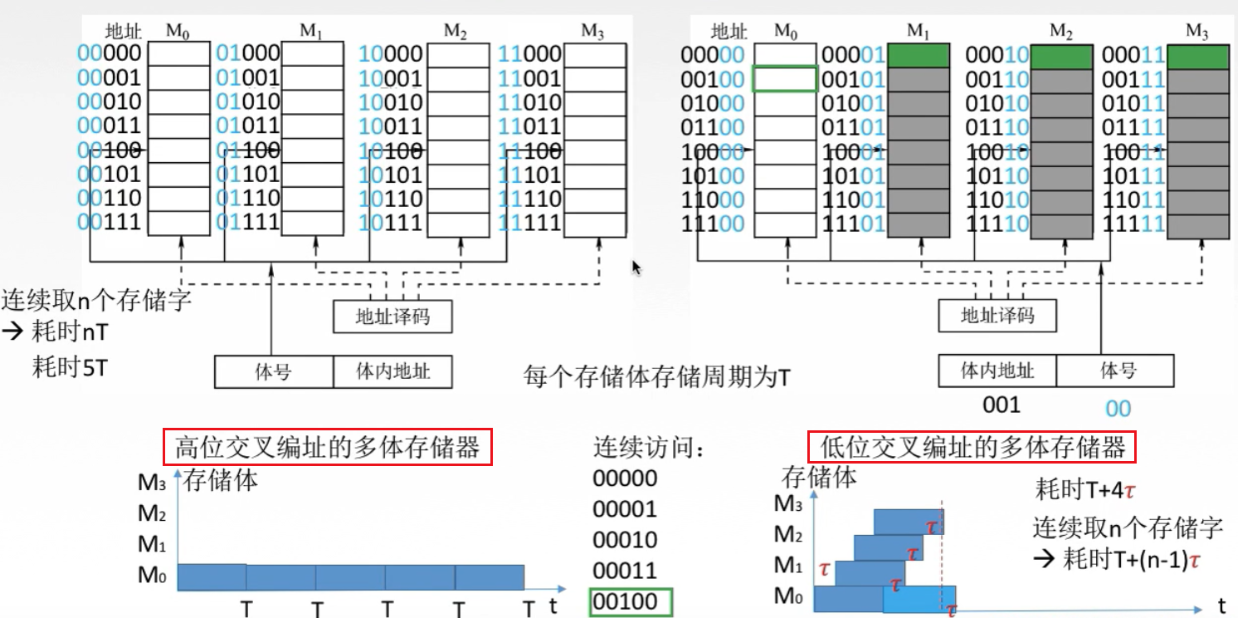 地址 M₀ M₁ M₂ M₃
00000 01000 10000 11000
00001 01001 10001 11001
00010 01010 10010 11010
00011 01011 10011 11011
00100 01100 10100 11100
00101 01101 10101 11101
00110 01110 10110 11110
00111 01111 10111 11111
地址译码
体号 体内地址
连续取n个存储字
→ 耗时nT
耗时5T
地址 M₀ M₁ M₂ M₃
00000 00001 00010 00011
00100 00101 00110 00111
01000 01001 01010 01011
01100 01101 01110 01111
10000 10001 10010 10011
10100 10101 10110 10111
11000 11001 11010 11011
11100 11101 11110 11111
地址译码
体内地址 体号
001 00
每个存储体存储周期为T
高位交叉编址的多体存储器
存储体
M₃
M₂
M₁
M₀
T T T T T t
连续访问：
00000
00001
00010
00011
00100
低位交叉编址的多体存储器
存储体
M₃ τ
M₂ τ
M₁ τ τ
M₀ τ
t
耗时T+4τ
连续取n个存储字
→ 耗时T+(n-1)τ